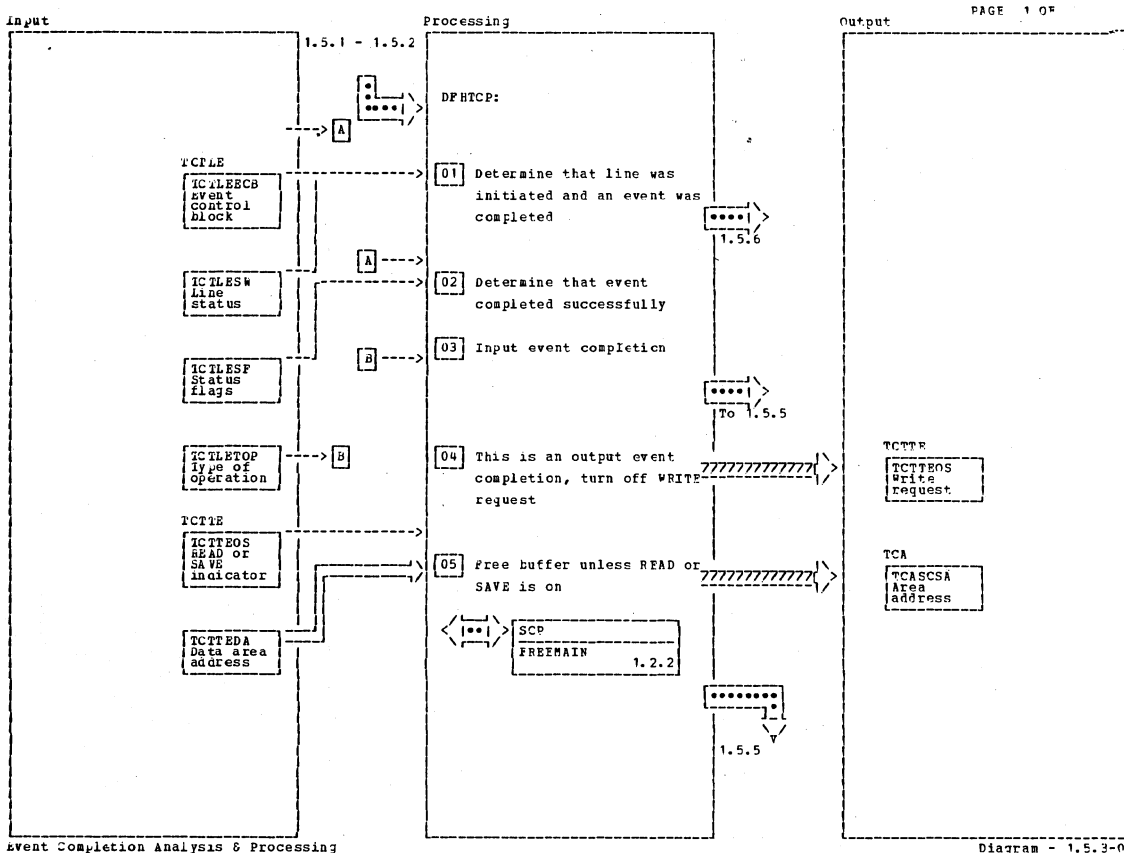 PAGE 1 OF
Input
Processing
Output
1.5.1 - 1.5.2
DFHTCP:
A
TCTLE
TCTLEECB
Event
control
block
01 Determine that line was
initiated and an event was
completed
1.5.6
A
TCTLESW
Line
status
02 Determine that event
completed successfully
B
03 Input event completion
TCTLESF
Status
flags
To 1.5.5
TCTLETOP
Type of
operation
B
04 This is an output event
completion, turn off WRITE
request
TCTTE
TCTTEOS
Write
request
TCTTE
TCTTEOS
READ or
SAVE
indicator
05 Free buffer unless READ or
SAVE is on
TCA
TCASCSA
Area
address
TCTTEDA
Data area
address
SCP
FREEMAIN
1.2.2
1.5.5
Event Completion Analysis & Processing
Diagram - 1.5.3-0